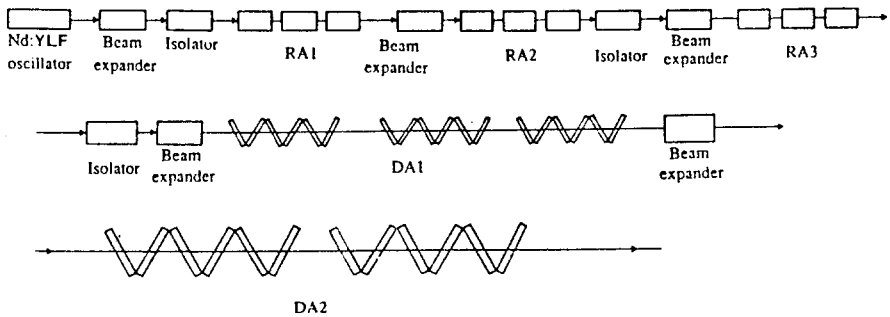 Nd:YLF
oscillator
Beam
expander
Isolator
RA1
Beam
expander
RA2
Isolator
Beam
expander
RA3
Isolator
Beam
expander
DA1
Beam
expander
DA2